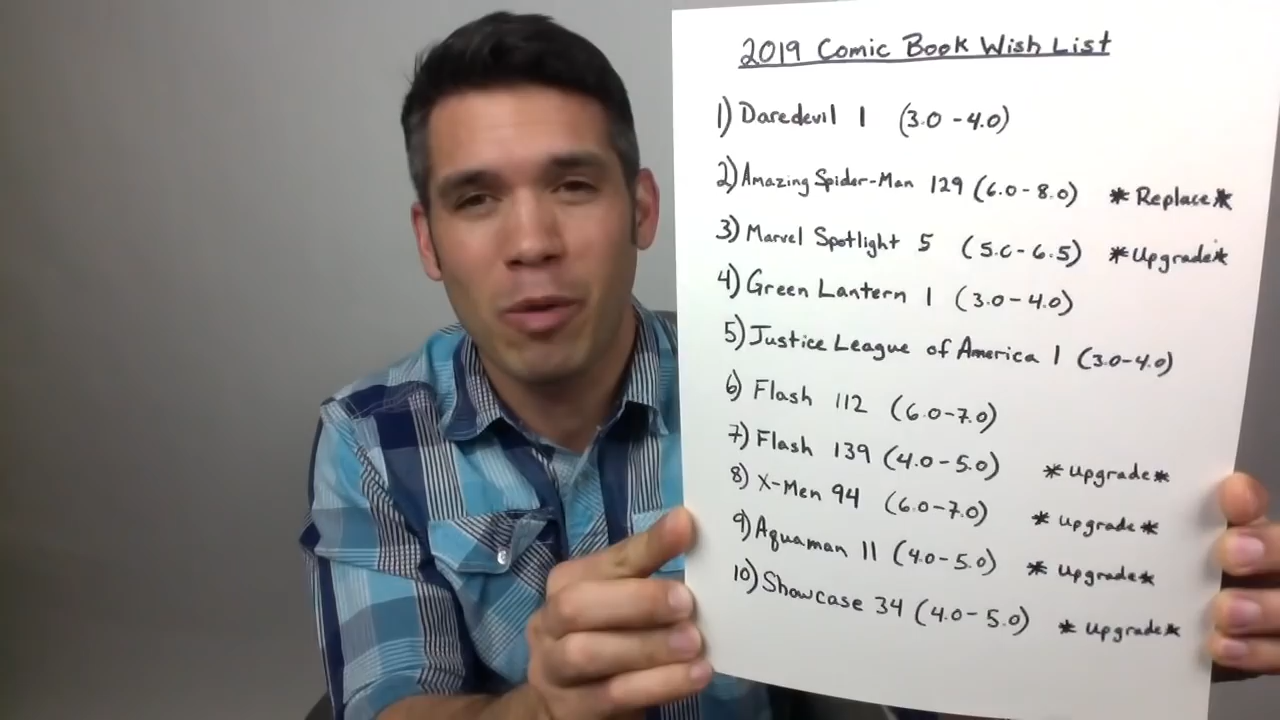 2019 Comic Book Wish List
1) Daredevil 1 (3.0 - 4.0)
2) Amazing Spider-Man 129 (6.0 - 8.0) *Replace*
3) Marvel Spotlight 5 (5.0 - 6.5) *Upgrade*
4) Green Lantern 1 (3.0 - 4.0)
5) Justice League of America 1 (3.0-4.0)
6) Flash 112 (6.0-7.0)
7) Flash 139 (4.0-5.0) *upgrade*
8) X-Men 94 (6.0-7.0) *upgrade*
9) Aquaman 11 (4.0-5.0) *upgrade*
10) Showcase 34 (4.0-5.0) *upgrade*